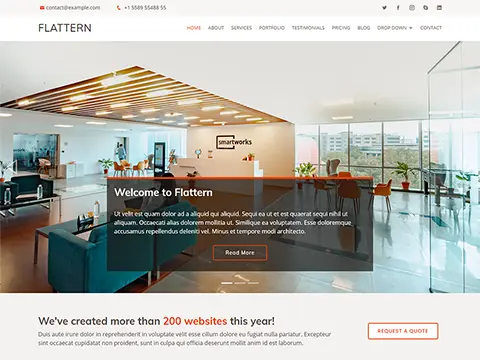 contact@example.com +1 5589 55488 55
FLATTERN
HOME ABOUT SERVICES PORTFOLIO TESTIMONIALS PRICING BLOG DROP DOWN CONTACT
smartworks
Welcome to Flattern
Ut velit est quam dolor ad a aliquid qui aliquid. Sequi ea ut et est quaerat sequi nihil ut
aliquam. Occaecati alias dolorem mollitia ut. Similique ea voluptatem. Esse doloremque
accusamus repellendus deleniti vel. Minus et tempore modi architecto.
Read More
We've created more than 200 websites this year!
Duis aute irure dolor in reprehenderit in voluptate velit esse cillum dolore eu fugiat nulla pariatur. Excepteur
sint occaecat cupidatat non proident, sunt in culpa qui officia deserunt mollit anim id est laborum.
REQUEST A QUOTE